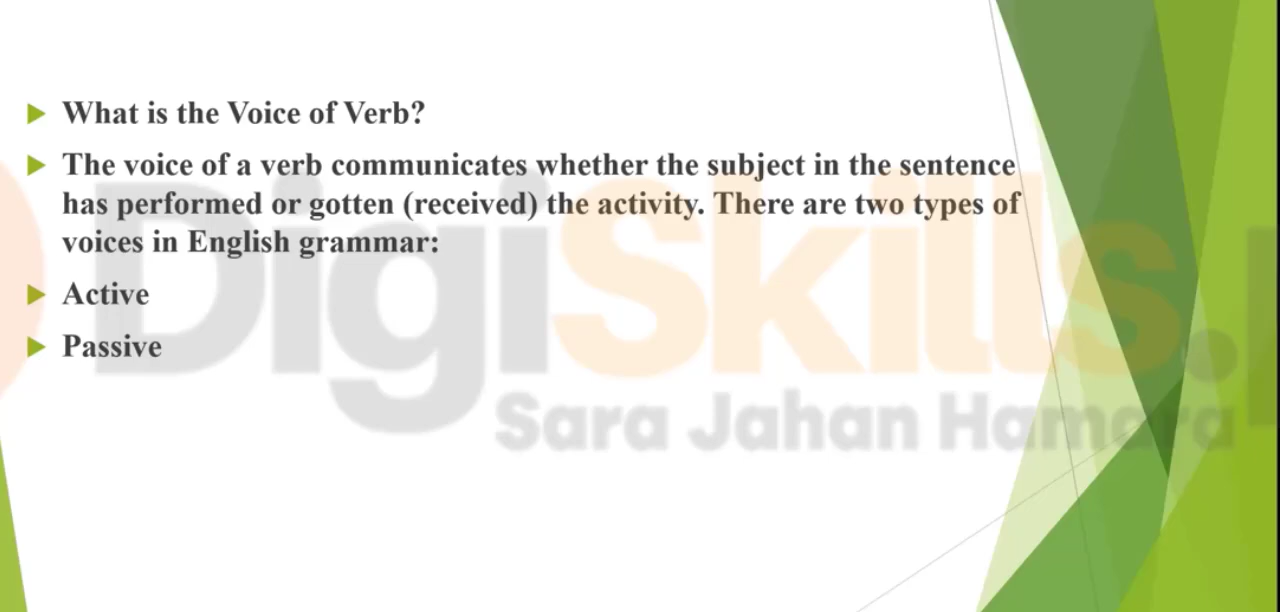 What is the Voice of Verb?
The voice of a verb communicates whether the subject in the sentence
has performed or gotten (received) the activity. There are two types of
voices in English grammar:
Active
Passive
DigiSkills.
Sara Jahan Hamara